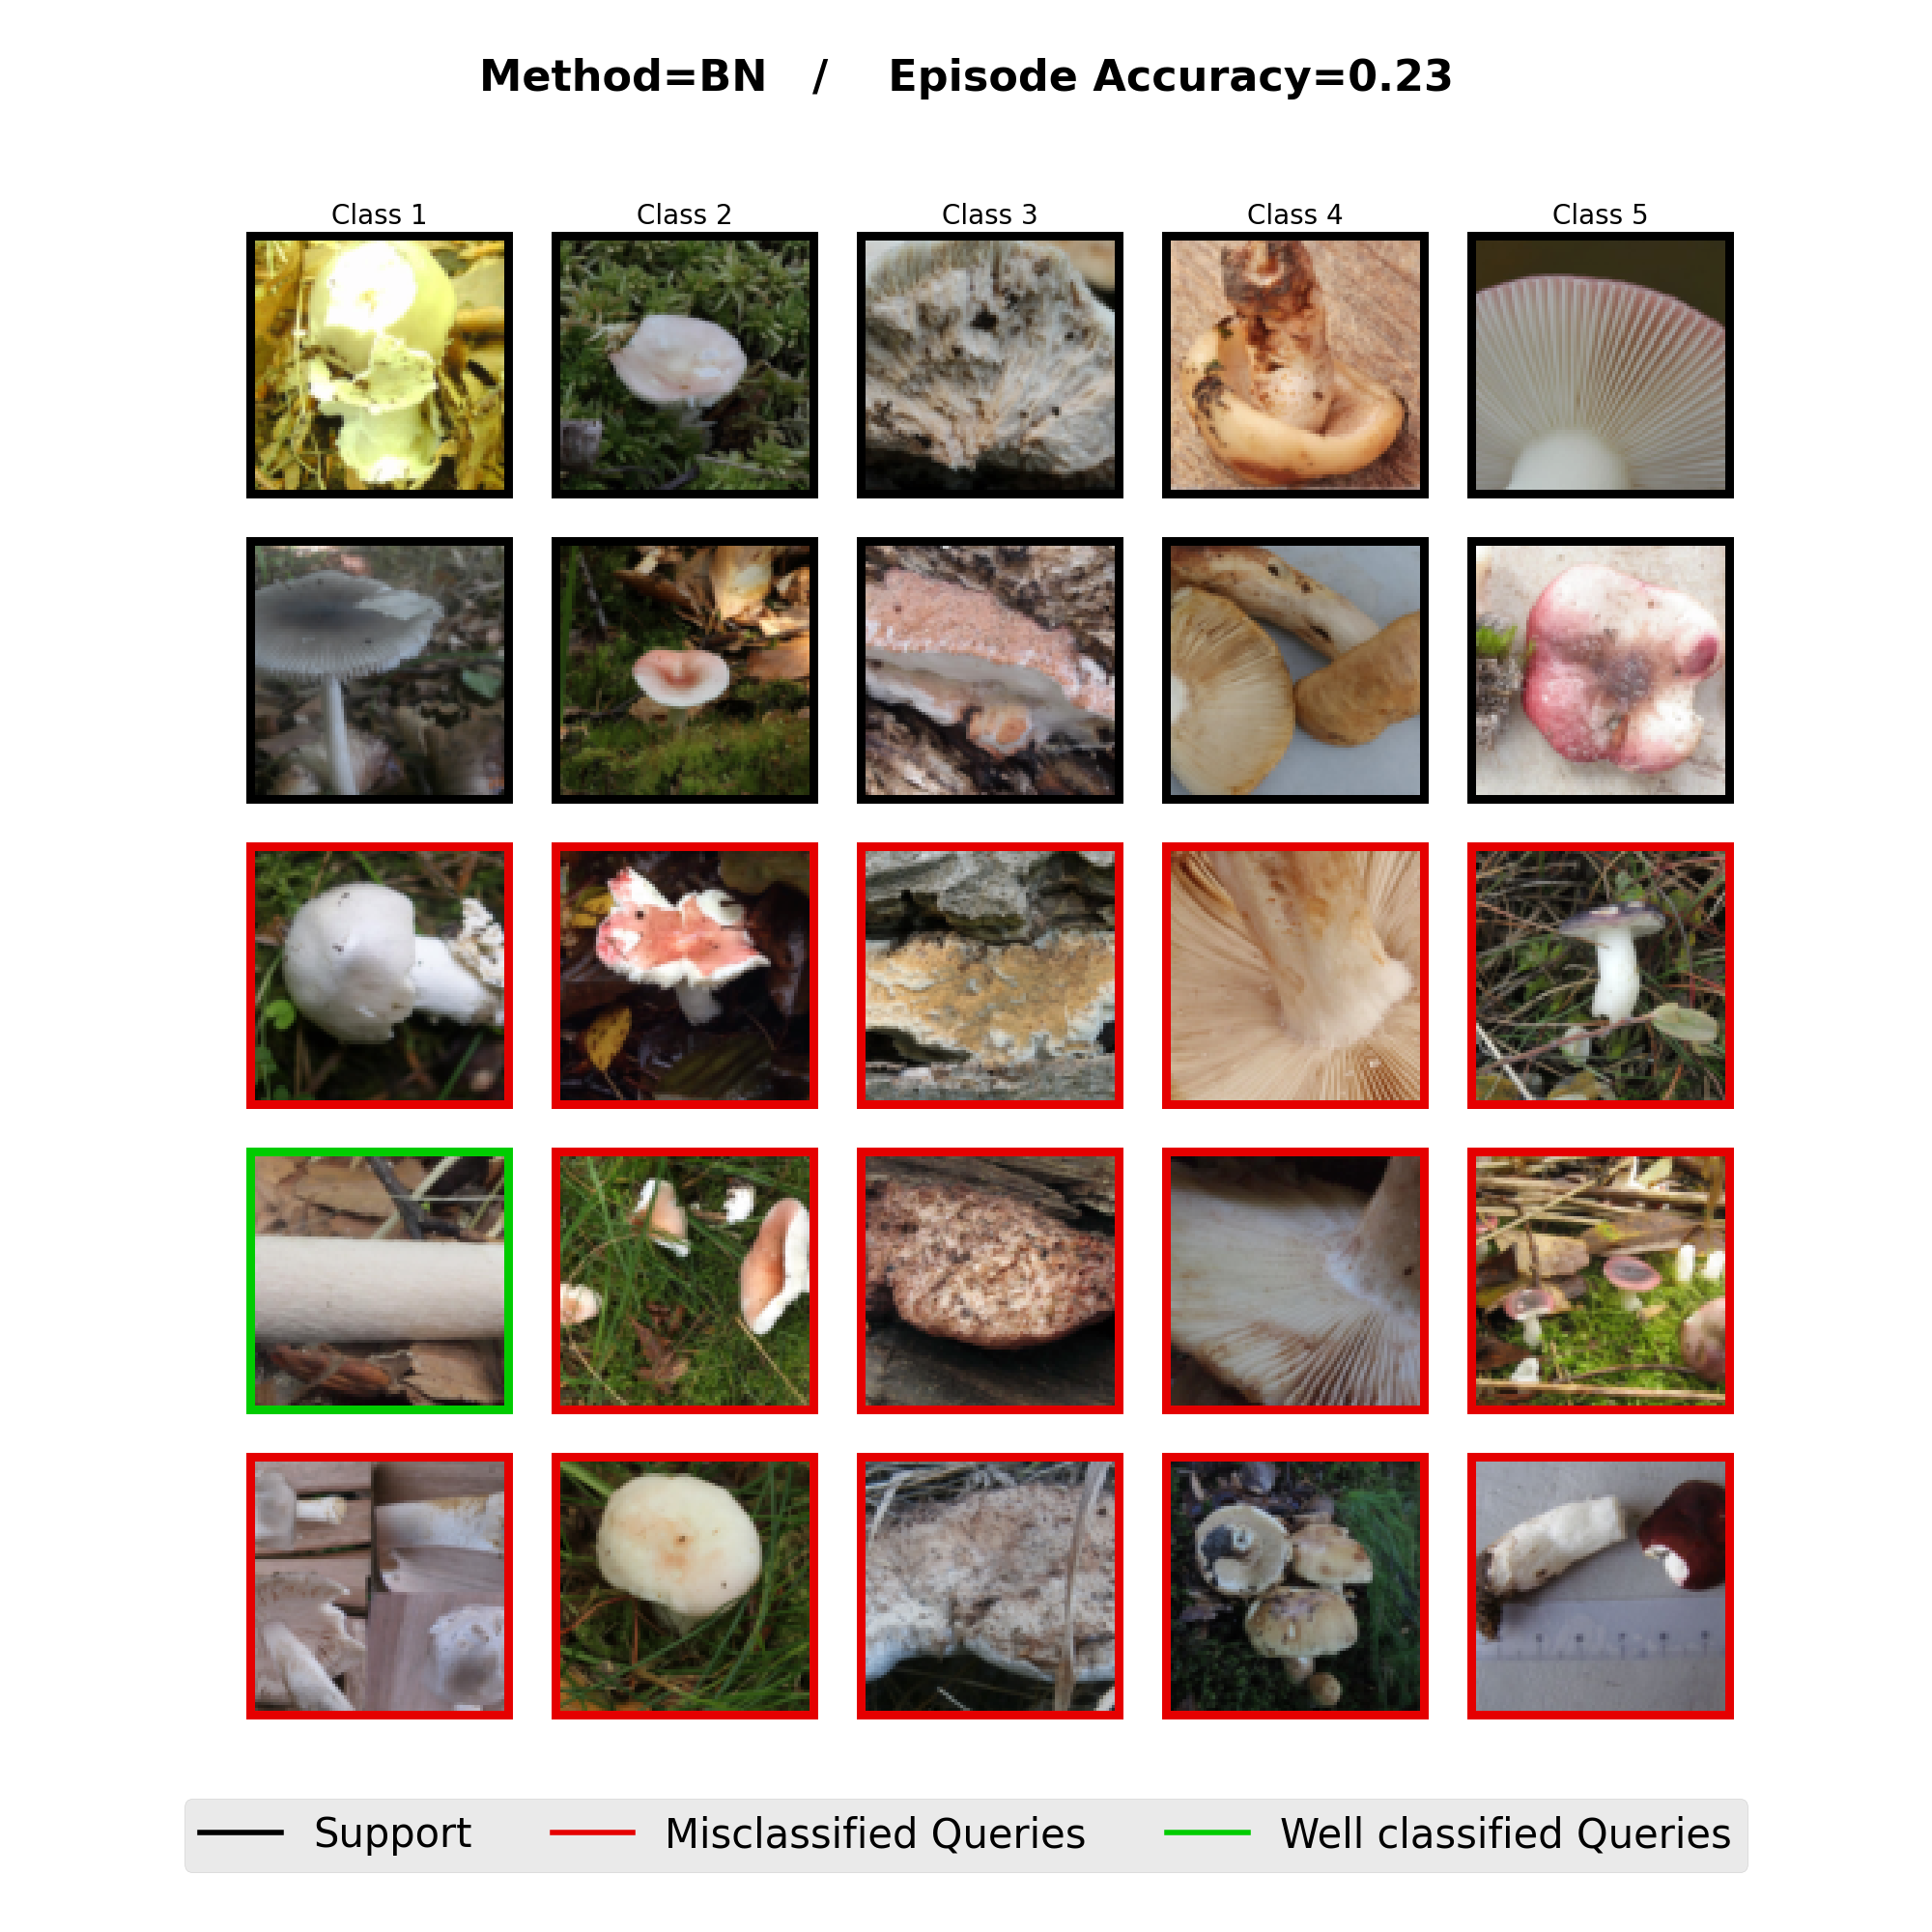 Method=BN / Episode Accuracy=0.23
Class 1 Class 2 Class 3 Class 4 Class 5
Support Misclassified Queries Well classified Queries